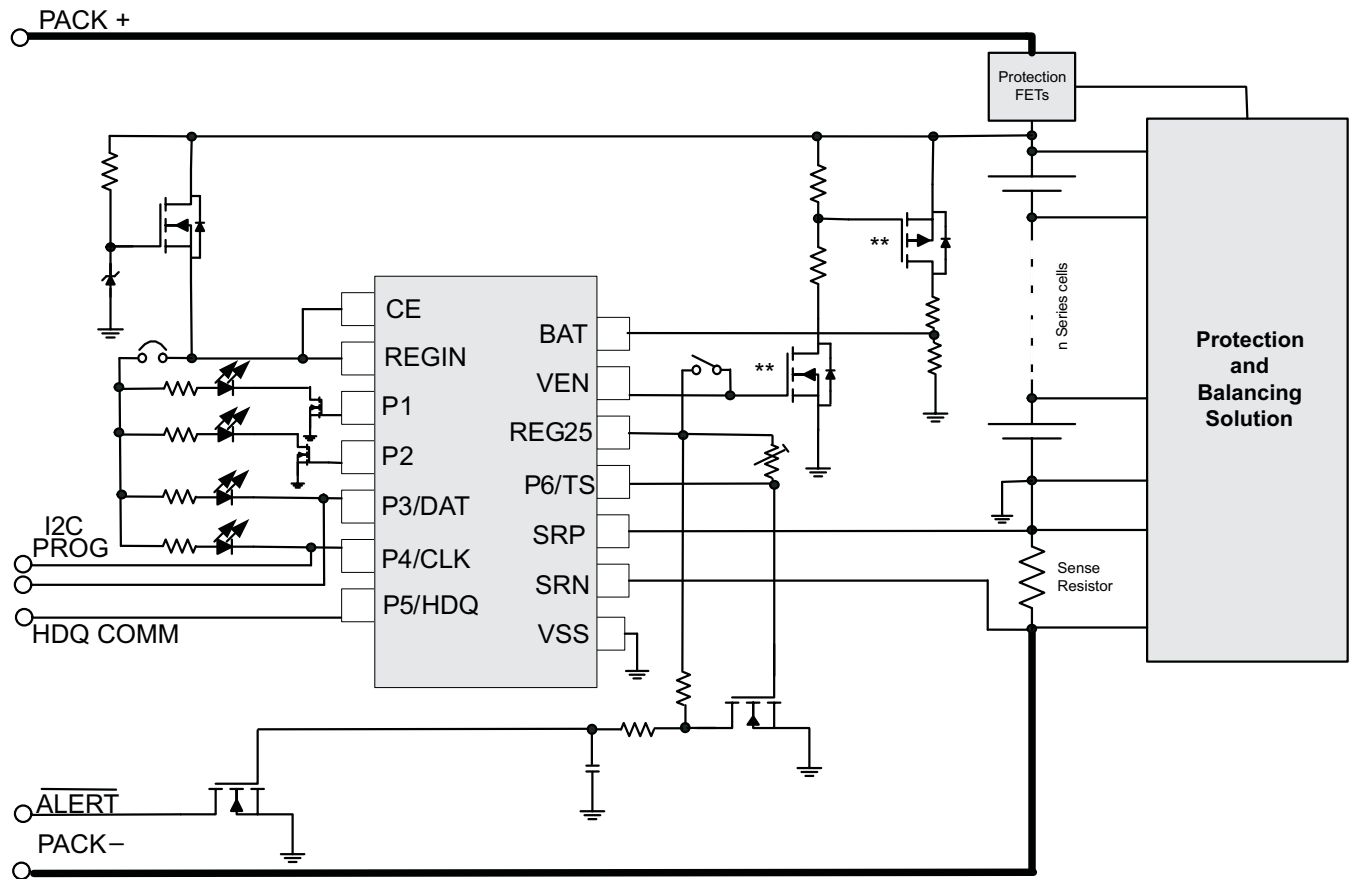 PACK +
Protection
FETs
**
n Series cells
CE
BAT
REGIN
VEN
**
P1
REG25
P2
P6/TS
P3/DAT
SRP
I2C
PROG
P4/CLK
SRN
P5/HDQ
VSS
HDQ COMM
Sense
Resistor
Protection
and
Balancing
Solution
ALERT
PACK–